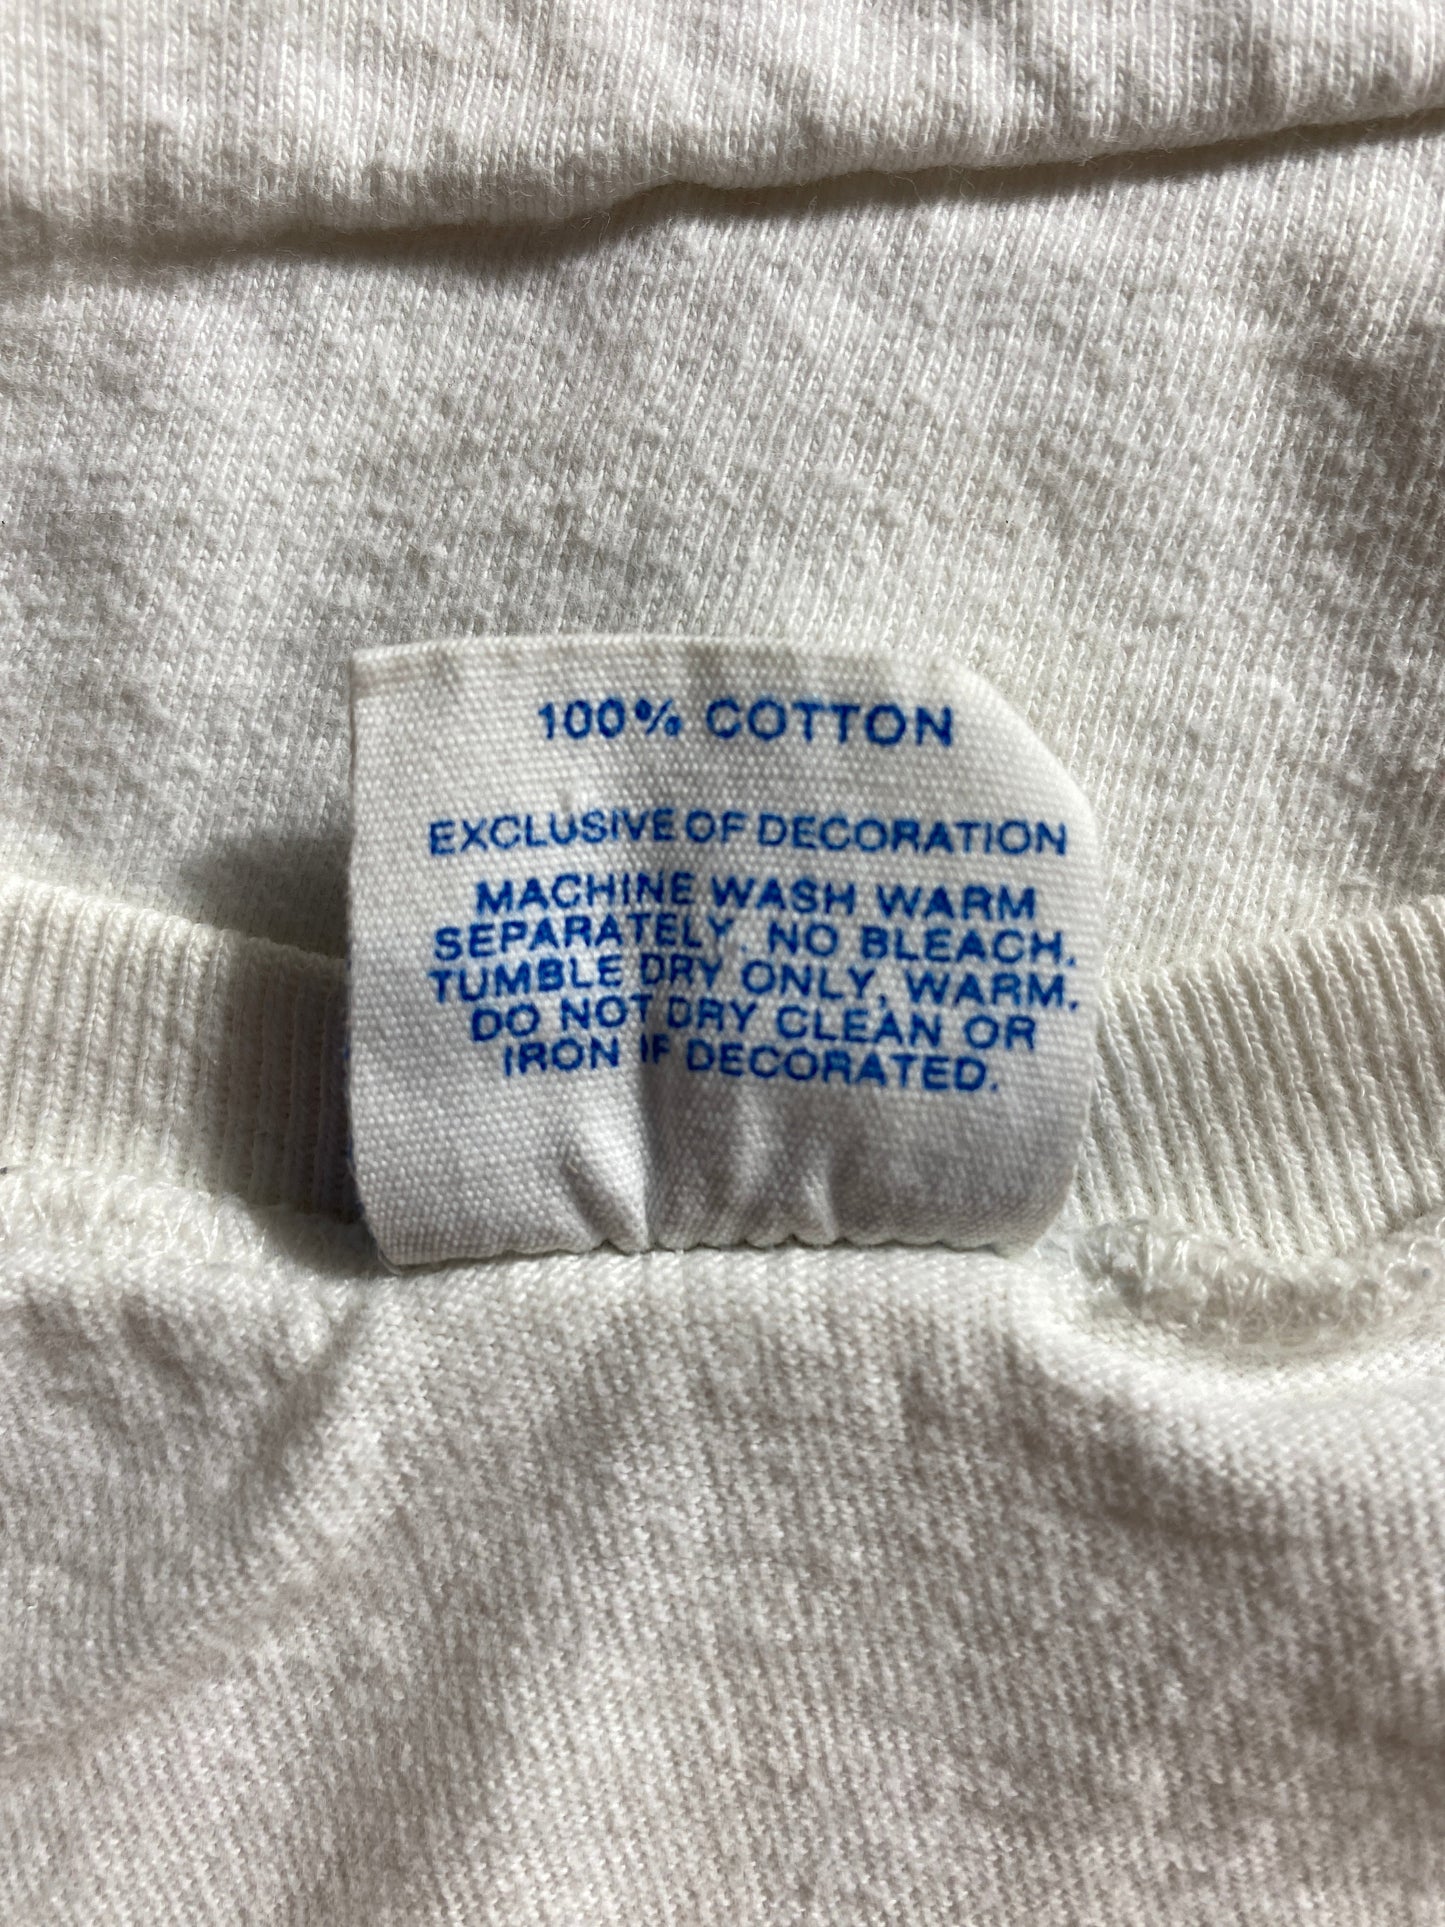 100% COTTON
EXCLUSIVE OF DECORATION
MACHINE WASH WARM
SEPARATELY. NO BLEACH.
TUMBLE DRY ONLY, WARM.
DO NOT DRY CLEAN OR
IRON IF DECORATED.